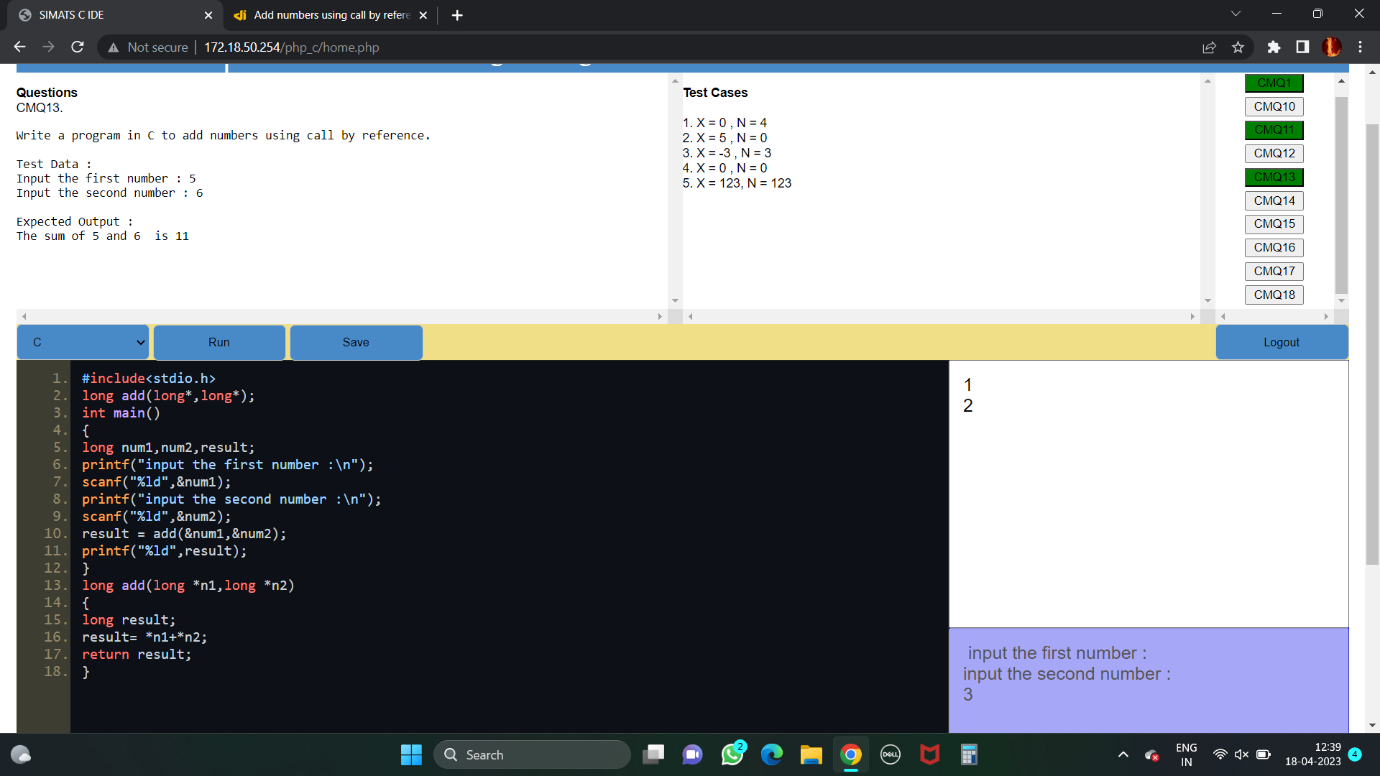 SIMATS C IDE
Add numbers using call by refere
Not secure
172.18.50.254/php_c/home.php
Questions
CMQ13.
Write a program in C to add numbers using call by reference.
Test Data :
Input the first number : 5
Input the second number : 6
Expected Output :
The sum of 5 and 6  is 11
Test Cases
1. X = 0 , N = 4
2. X = 5 , N = 0
3. X = -3 , N = 3
4. X = 0 , N = 0
5. X = 123, N = 123
CMQ1
CMQ10
CMQ11
CMQ12
CMQ13
CMQ14
CMQ15
CMQ16
CMQ17
CMQ18
C
Run
Save
Logout
1. #include<stdio.h>
2. long add(long*,long*);
3. int main()
4. {
5. long num1,num2,result;
6. printf("input the first number :\n");
7. scanf("%ld",&num1);
8. printf("input the second number :\n");
9. scanf("%ld",&num2);
10. result = add(&num1,&num2);
11. printf("%ld",result);
12. }
13. long add(long *n1,long *n2)
14. {
15. long result;
16. result= *n1+*n2;
17. return result;
18. }
1
2
input the first number :
input the second number :
3
Search
2
DELL
ENG
IN
12:39
18-04-2023
4